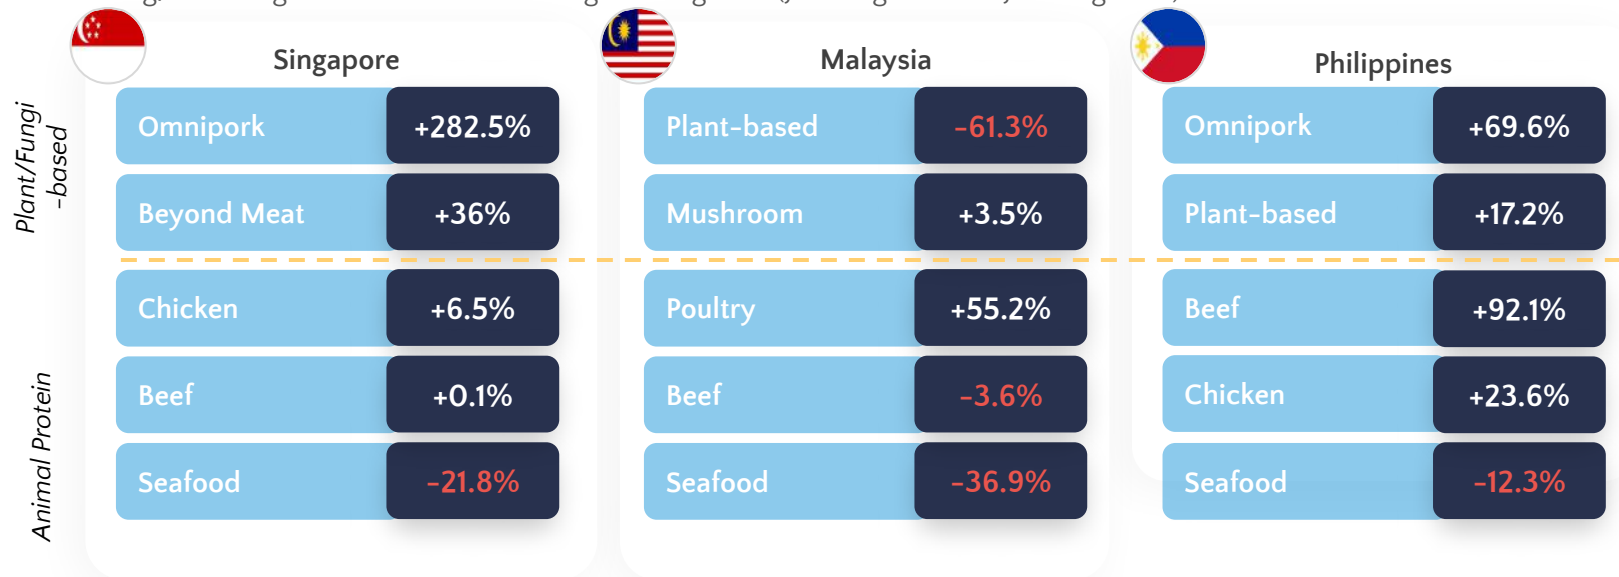 Singapore
Malaysia
Philippines
Plant/Fungi
-based
Omnipork +282.5%
Plant-based -61.3%
Omnipork +69.6%
Beyond Meat +36%
Mushroom +3.5%
Plant-based +17.2%
Animal Protein
Chicken +6.5%
Poultry +55.2%
Beef +92.1%
Beef +0.1%
Beef -3.6%
Chicken +23.6%
Seafood -21.8%
Seafood -36.9%
Seafood -12.3%